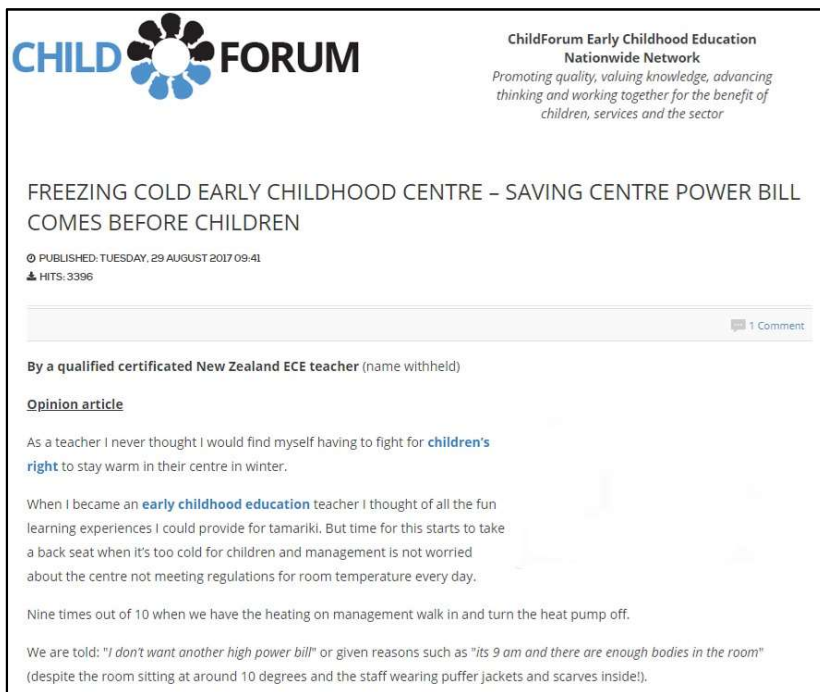 CHILD FORUM
ChildForum Early Childhood Education
Nationwide Network
Promoting quality, valuing knowledge, advancing
thinking and working together for the benefit of
children, services and the sector
FREEZING COLD EARLY CHILDHOOD CENTRE – SAVING CENTRE POWER BILL
COMES BEFORE CHILDREN
PUBLISHED: TUESDAY, 29 AUGUST 2017 09:41
HITS: 3396
1 Comment
By a qualified certificated New Zealand ECE teacher (name withheld)
Opinion article
As a teacher I never thought I would find myself having to fight for children's
right to stay warm in their centre in winter.
When I became an early childhood education teacher I thought of all the fun
learning experiences I could provide for tamariki. But time for this starts to take
a back seat when it's too cold for children and management is not worried
about the centre not meeting regulations for room temperature every day.
Nine times out of 10 when we have the heating on management walk in and turn the heat pump off.
We are told: "I don't want another high power bill" or given reasons such as "its 9 am and there are enough bodies in the room"
(despite the room sitting at around 10 degrees and the staff wearing puffer jackets and scarves inside!).